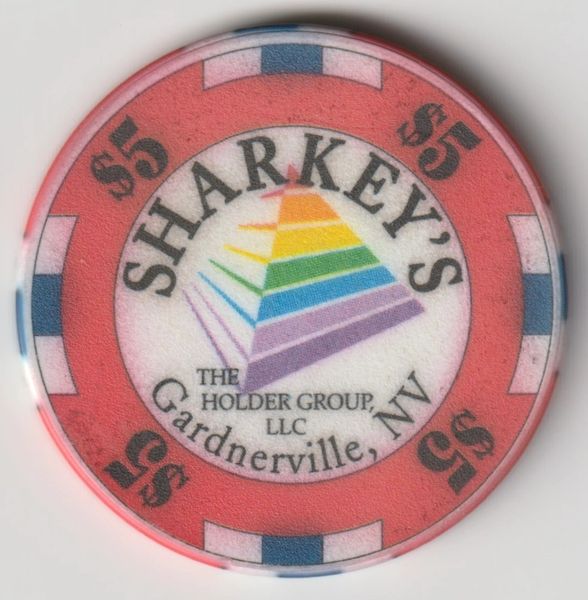 $5 $5
SHARKEY'S
THE
HOLDER GROUP,
LLC
Gardnerville, NV
$5 $5